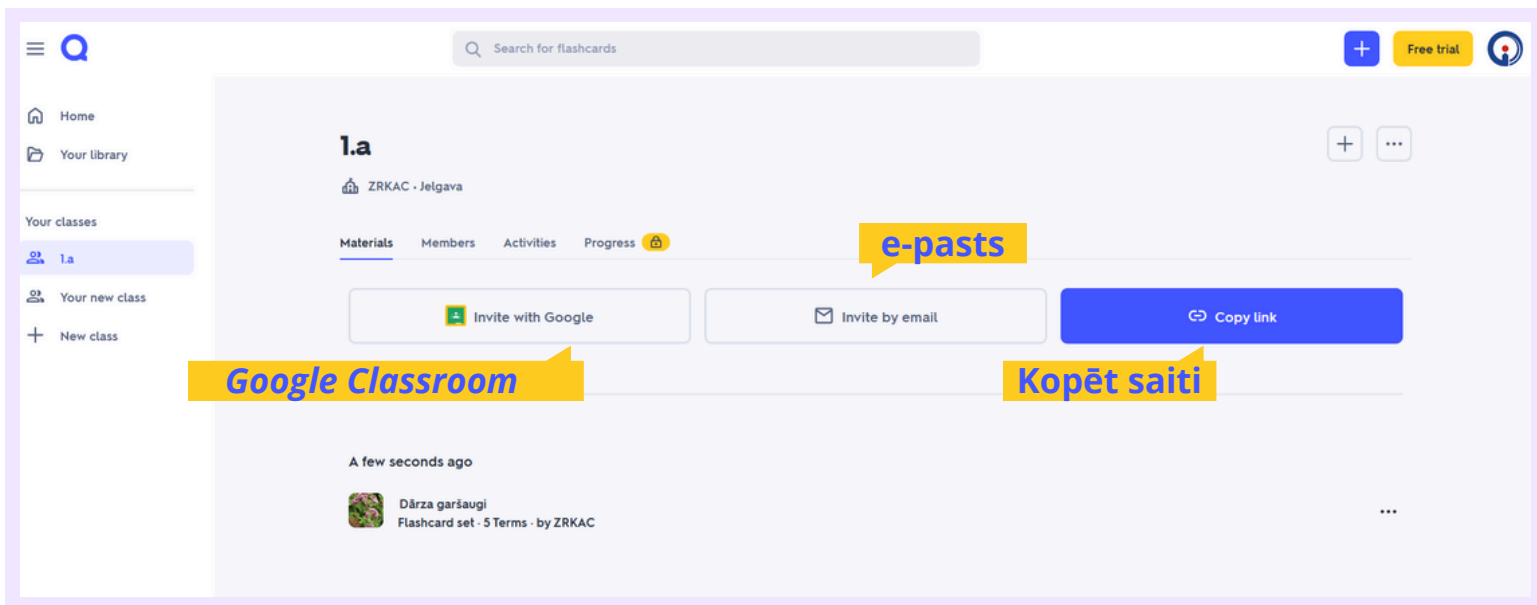 Search for flashcards
Free trial
Home
Your library
Your classes
1.a
Your new class
New class
1.a
ZRKAC · Jelgava
Materials Members Activities Progress
e-pasts
Invite with Google
Invite by email
Copy link
Google Classroom
Kopēt saiti
A few seconds ago
Dārza garšaugi
Flashcard set · 5 Terms · by ZRKAC